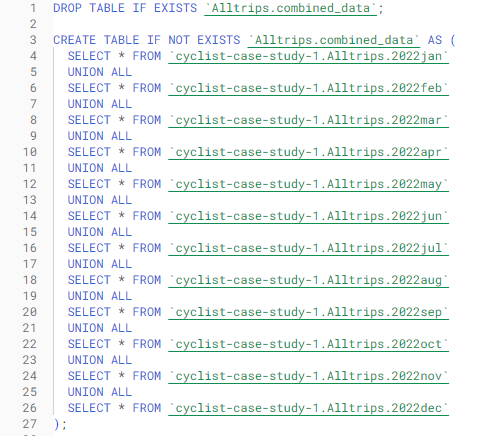 1 DROP TABLE IF EXISTS `Alltrips.combined_data`;
2
3 CREATE TABLE IF NOT EXISTS `Alltrips.combined_data` AS (
4 SELECT * FROM `cyclist-case-study-1.Alltrips.2022jan`
5 UNION ALL
6 SELECT * FROM `cyclist-case-study-1.Alltrips.2022feb`
7 UNION ALL
8 SELECT * FROM `cyclist-case-study-1.Alltrips.2022mar`
9 UNION ALL
10 SELECT * FROM `cyclist-case-study-1.Alltrips.2022apr`
11 UNION ALL
12 SELECT * FROM `cyclist-case-study-1.Alltrips.2022may`
13 UNION ALL
14 SELECT * FROM `cyclist-case-study-1.Alltrips.2022jun`
15 UNION ALL
16 SELECT * FROM `cyclist-case-study-1.Alltrips.2022jul`
17 UNION ALL
18 SELECT * FROM `cyclist-case-study-1.Alltrips.2022aug`
19 UNION ALL
20 SELECT * FROM `cyclist-case-study-1.Alltrips.2022sep`
21 UNION ALL
22 SELECT * FROM `cyclist-case-study-1.Alltrips.2022oct`
23 UNION ALL
24 SELECT * FROM `cyclist-case-study-1.Alltrips.2022nov`
25 UNION ALL
26 SELECT * FROM `cyclist-case-study-1.Alltrips.2022dec`
27 );